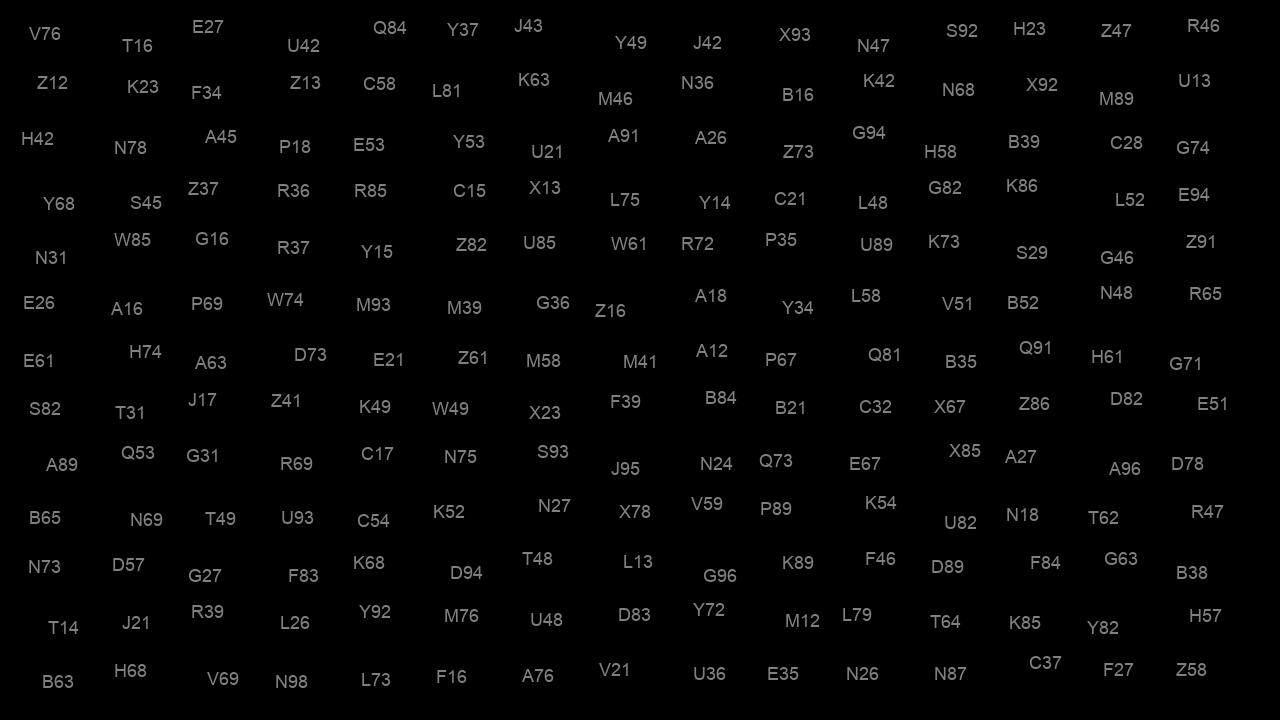 V76 T16 E27 U42 Q84 Y37 J43 Y49 J42 X93 N47 S92 H23 Z47 R46
Z12 K23 F34 Z13 C58 L81 K63 M46 N36 B16 K42 N68 X92 M89 U13
H42 N78 A45 P18 E53 Y53 U21 A91 A26 Z73 G94 H58 B39 C28 G74
Y68 S45 Z37 R36 R85 C15 X13 L75 Y14 C21 L48 G82 K86 L52 E94
N31 W85 G16 R37 Y15 Z82 U85 W61 R72 P35 U89 K73 S29 G46 Z91
E26 A16 P69 W74 M93 M39 G36 Z16 A18 Y34 L58 V51 B52 N48 R65
E61 H74 A63 D73 E21 Z61 M58 M41 A12 P67 Q81 B35 Q91 H61 G71
S82 T31 J17 Z41 K49 W49 X23 F39 B84 B21 C32 X67 Z86 D82 E51
A89 Q53 G31 R69 C17 N75 S93 J95 N24 Q73 E67 X85 A27 A96 D78
B65 N69 T49 U93 C54 K52 N27 X78 V59 P89 K54 U82 N18 T62 R47
N73 D57 G27 F83 K68 D94 T48 L13 G96 K89 F46 D89 F84 G63 B38
T14 J21 R39 L26 Y92 M76 U48 D83 Y72 M12 L79 T64 K85 Y82 H57
B63 H68 V69 N98 L73 F16 A76 V21 U36 E35 N26 N87 C37 F27 Z58